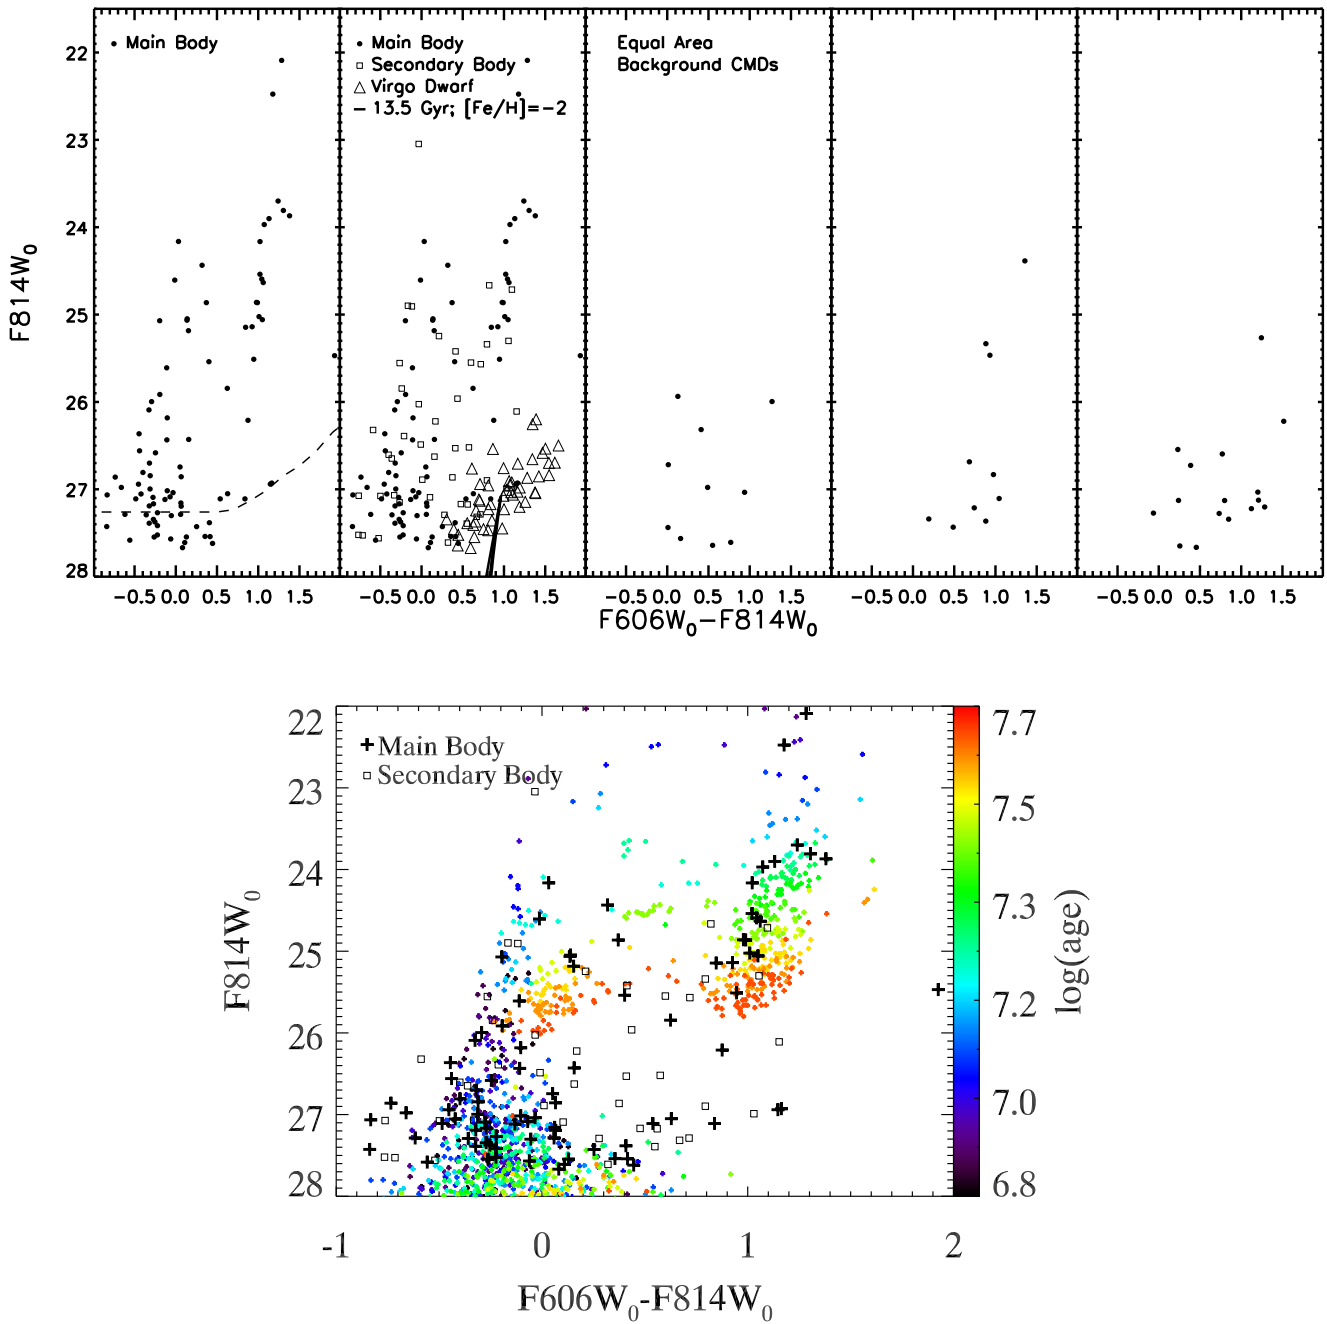 Main Body
Main Body
Secondary Body
Virgo Dwarf
13.5 Gyr; [Fe/H]=-2
Equal Area
Background CMDs
22
23
24
25
26
27
28
F814W0
-0.5 0.0 0.5 1.0 1.5
-0.5 0.0 0.5 1.0 1.5
-0.5 0.0 0.5 1.0 1.5
-0.5 0.0 0.5 1.0 1.5
-0.5 0.0 0.5 1.0 1.5
F606W0-F814W0
Main Body
Secondary Body
22
23
24
25
26
27
28
F814W0
-1 0 1 2
F606W0-F814W0
7.7
7.5
7.3
7.2
7.0
6.8
log(age)